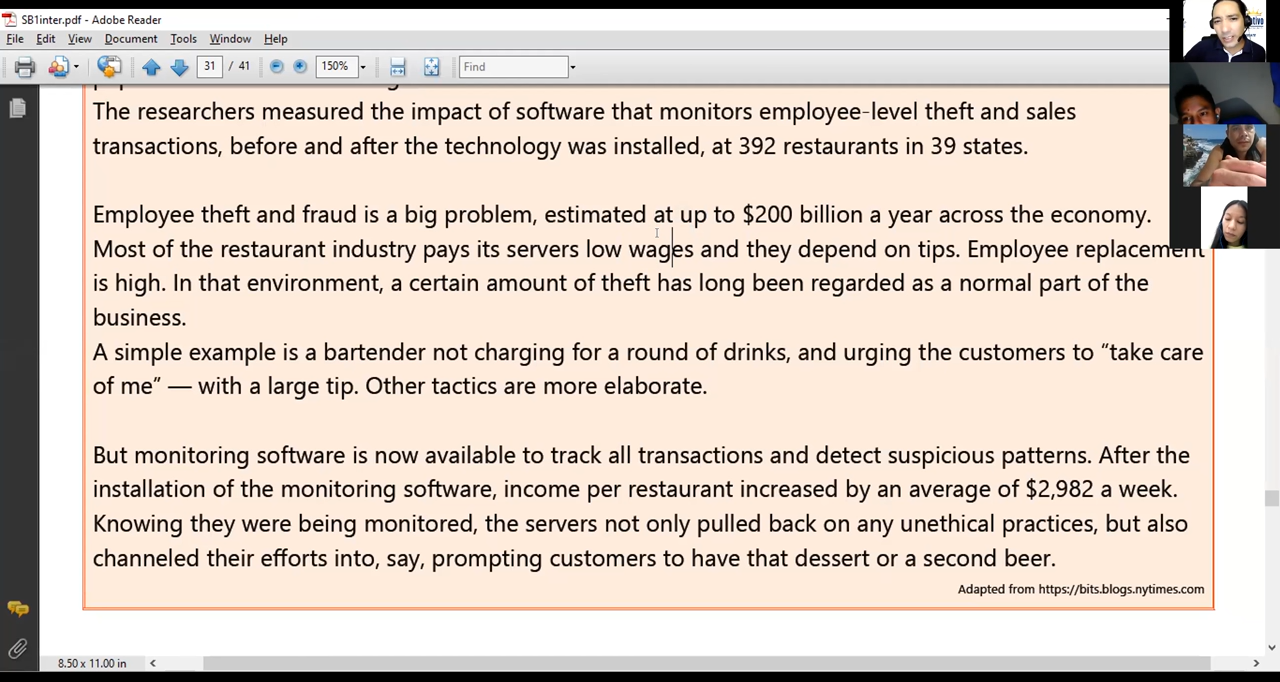 SB1inter.pdf - Adobe Reader
File Edit View Document Tools Window Help
31 / 41 150% Find
The researchers measured the impact of software that monitors employee-level theft and sales
transactions, before and after the technology was installed, at 392 restaurants in 39 states.
Employee theft and fraud is a big problem, estimated at up to $200 billion a year across the economy.
Most of the restaurant industry pays its servers low wages and they depend on tips. Employee replacement
is high. In that environment, a certain amount of theft has long been regarded as a normal part of the
business.
A simple example is a bartender not charging for a round of drinks, and urging the customers to “take care
of me” — with a large tip. Other tactics are more elaborate.
But monitoring software is now available to track all transactions and detect suspicious patterns. After the
installation of the monitoring software, income per restaurant increased by an average of $2,982 a week.
Knowing they were being monitored, the servers not only pulled back on any unethical practices, but also
channeled their efforts into, say, prompting customers to have that dessert or a second beer.
Adapted from https://bits.blogs.nytimes.com
8.50 x 11.00 in